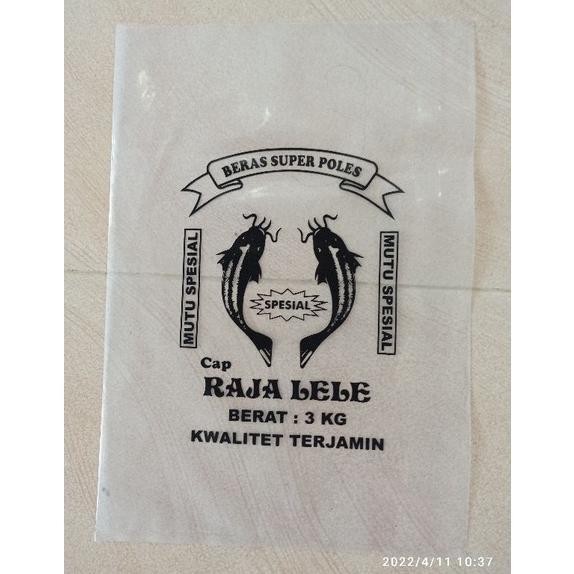 BERAS SUPER POLES
MUTU SPESIAL
SPESIAL
MUTU SPESIAL
Cap
RAJA LELE
BERAT : 3 KG
KWALITET TERJAMIN
2022/4/11 10:37